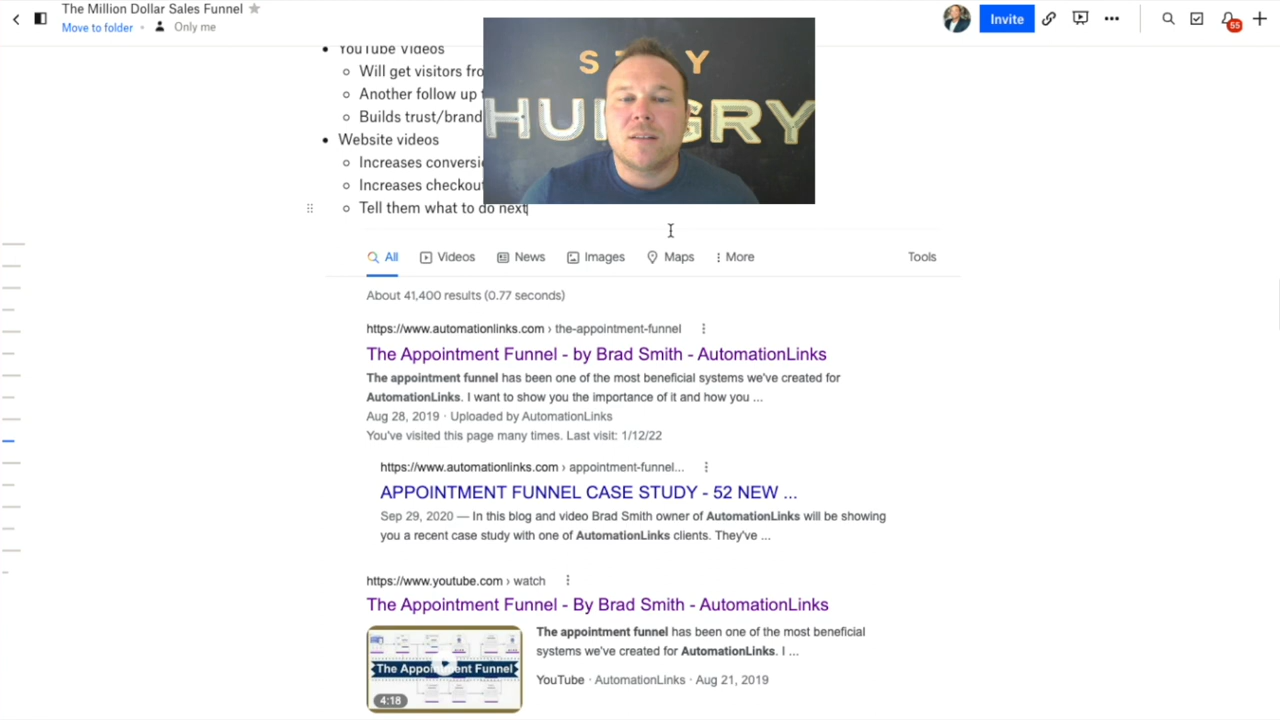 The Million Dollar Sales Funnel
Move to folder
Only me
Invite
55
YouTube Videos
Will get visitors
Another follow up
Builds trust/brand
Website videos
Increases
Increases
Tell them what to do next
HUNGRY
All
Videos
News
Images
Maps
More
Tools
About 41,400 results (0.77 seconds)
https://www.automationlinks.com › the-appointment-funnel
The Appointment Funnel - by Brad Smith - AutomationLinks
The appointment funnel has been one of the most beneficial systems we've created for
AutomationLinks. I want to show you the importance of it and how you ...
Aug 28, 2019 · Uploaded by AutomationLinks
You've visited this page many times. Last visit: 1/12/22
https://www.automationlinks.com › appointment-funnel...
APPOINTMENT FUNNEL CASE STUDY - 52 NEW ...
Sep 29, 2020 — In this blog and video Brad Smith owner of AutomationLinks will be showing
you a recent case study with one of AutomationLinks clients. They've ...
https://www.youtube.com › watch
The Appointment Funnel - By Brad Smith - AutomationLinks
The Appointment Funnel
4:18
The appointment funnel has been one of the most beneficial
systems we've created for AutomationLinks. I ...
YouTube · AutomationLinks · Aug 21, 2019